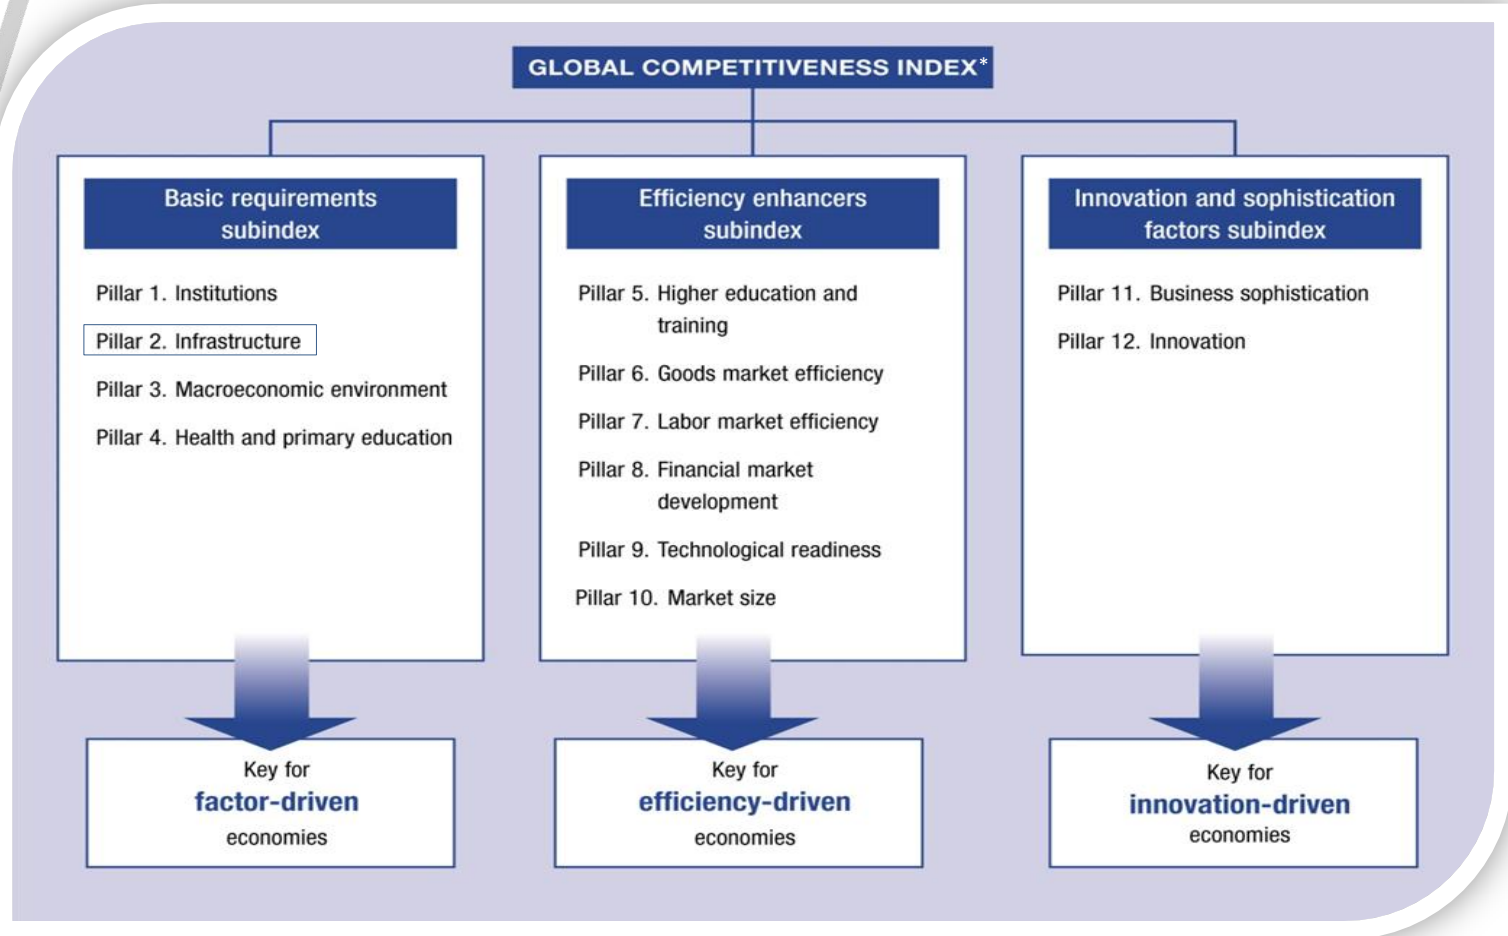 GLOBAL COMPETITIVENESS INDEX*
Basic requirements
subindex
Pillar 1. Institutions
Pillar 2. Infrastructure
Pillar 3. Macroeconomic environment
Pillar 4. Health and primary education
Key for
factor-driven
economies
Efficiency enhancers
subindex
Pillar 5. Higher education and
training
Pillar 6. Goods market efficiency
Pillar 7. Labor market efficiency
Pillar 8. Financial market
development
Pillar 9. Technological readiness
Pillar 10. Market size
Key for
efficiency-driven
economies
Innovation and sophistication
factors subindex
Pillar 11. Business sophistication
Pillar 12. Innovation
Key for
innovation-driven
economies